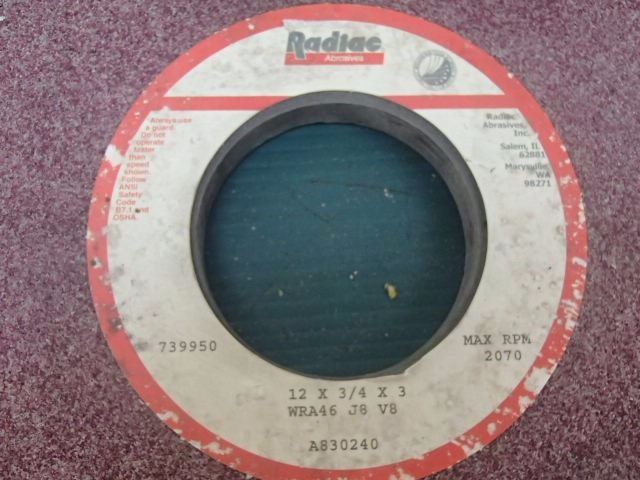 Radiac
Abrasives
Always use
a guard.
Do not
operate
faster
than
speed
shown.
Follow
ANSI
Safety
Code
B7.1 and
OSHA.
Radiac
Abrasives,
Inc.
Salem, IL
62881
Marysville,
WA
98271
739950
MAX RPM
2070
12 X 3/4 X 3
WRA46 J8 V8
A830240